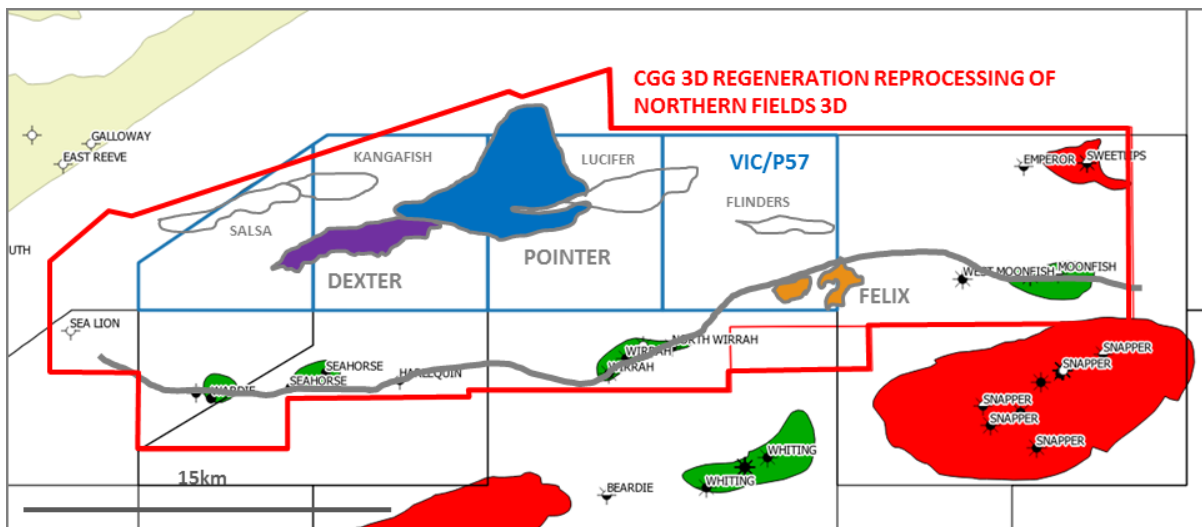 CGG 3D REGENERATION REPROCESSING OF
NORTHERN FIELDS 3D
GALLOWAY
EAST REEVE
KANGAFISH
LUCIFER
VIC/P57
EMPEROR
SWEETLIPS
SALSA
FLINDERS
UTH
DEXTER
POINTER
FELIX
WEST MOONFISH
MOONFISH
SEA LION
SEAHORSE
SEAHORSE
WARDIE
HARLEQUIN
WIRRAH
WIRRAH
NORTH WIRRAH
SNAPPER
SNAPPER
SNAPPER
SNAPPER
SNAPPER
WHITING
WHITING
BEARDIE
15km